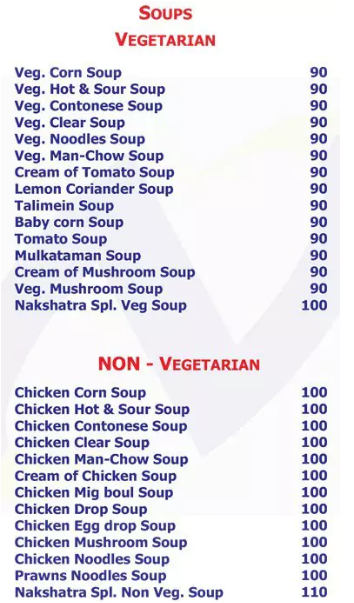 SOUPS
VEGETARIAN
Veg. Corn Soup 90
Veg. Hot & Sour Soup 90
Veg. Contonese Soup 90
Veg. Clear Soup 90
Veg. Noodles Soup 90
Veg. Man-Chow Soup 90
Cream of Tomato Soup 90
Lemon Coriander Soup 90
Talimein Soup 90
Baby corn Soup 90
Tomato Soup 90
Mulkataman Soup 90
Cream of Mushroom Soup 90
Veg. Mushroom Soup 90
Nakshatra Spl. Veg Soup 100
NON - VEGETARIAN
Chicken Corn Soup 100
Chicken Hot & Sour Soup 100
Chicken Contonese Soup 100
Chicken Clear Soup 100
Chicken Man-Chow Soup 100
Cream of Chicken Soup 100
Chicken Mig boul Soup 100
Chicken Drop Soup 100
Chicken Egg drop Soup 100
Chicken Mushroom Soup 100
Chicken Noodles Soup 100
Prawns Noodles Soup 100
Nakshatra Spl. Non Veg. Soup 110